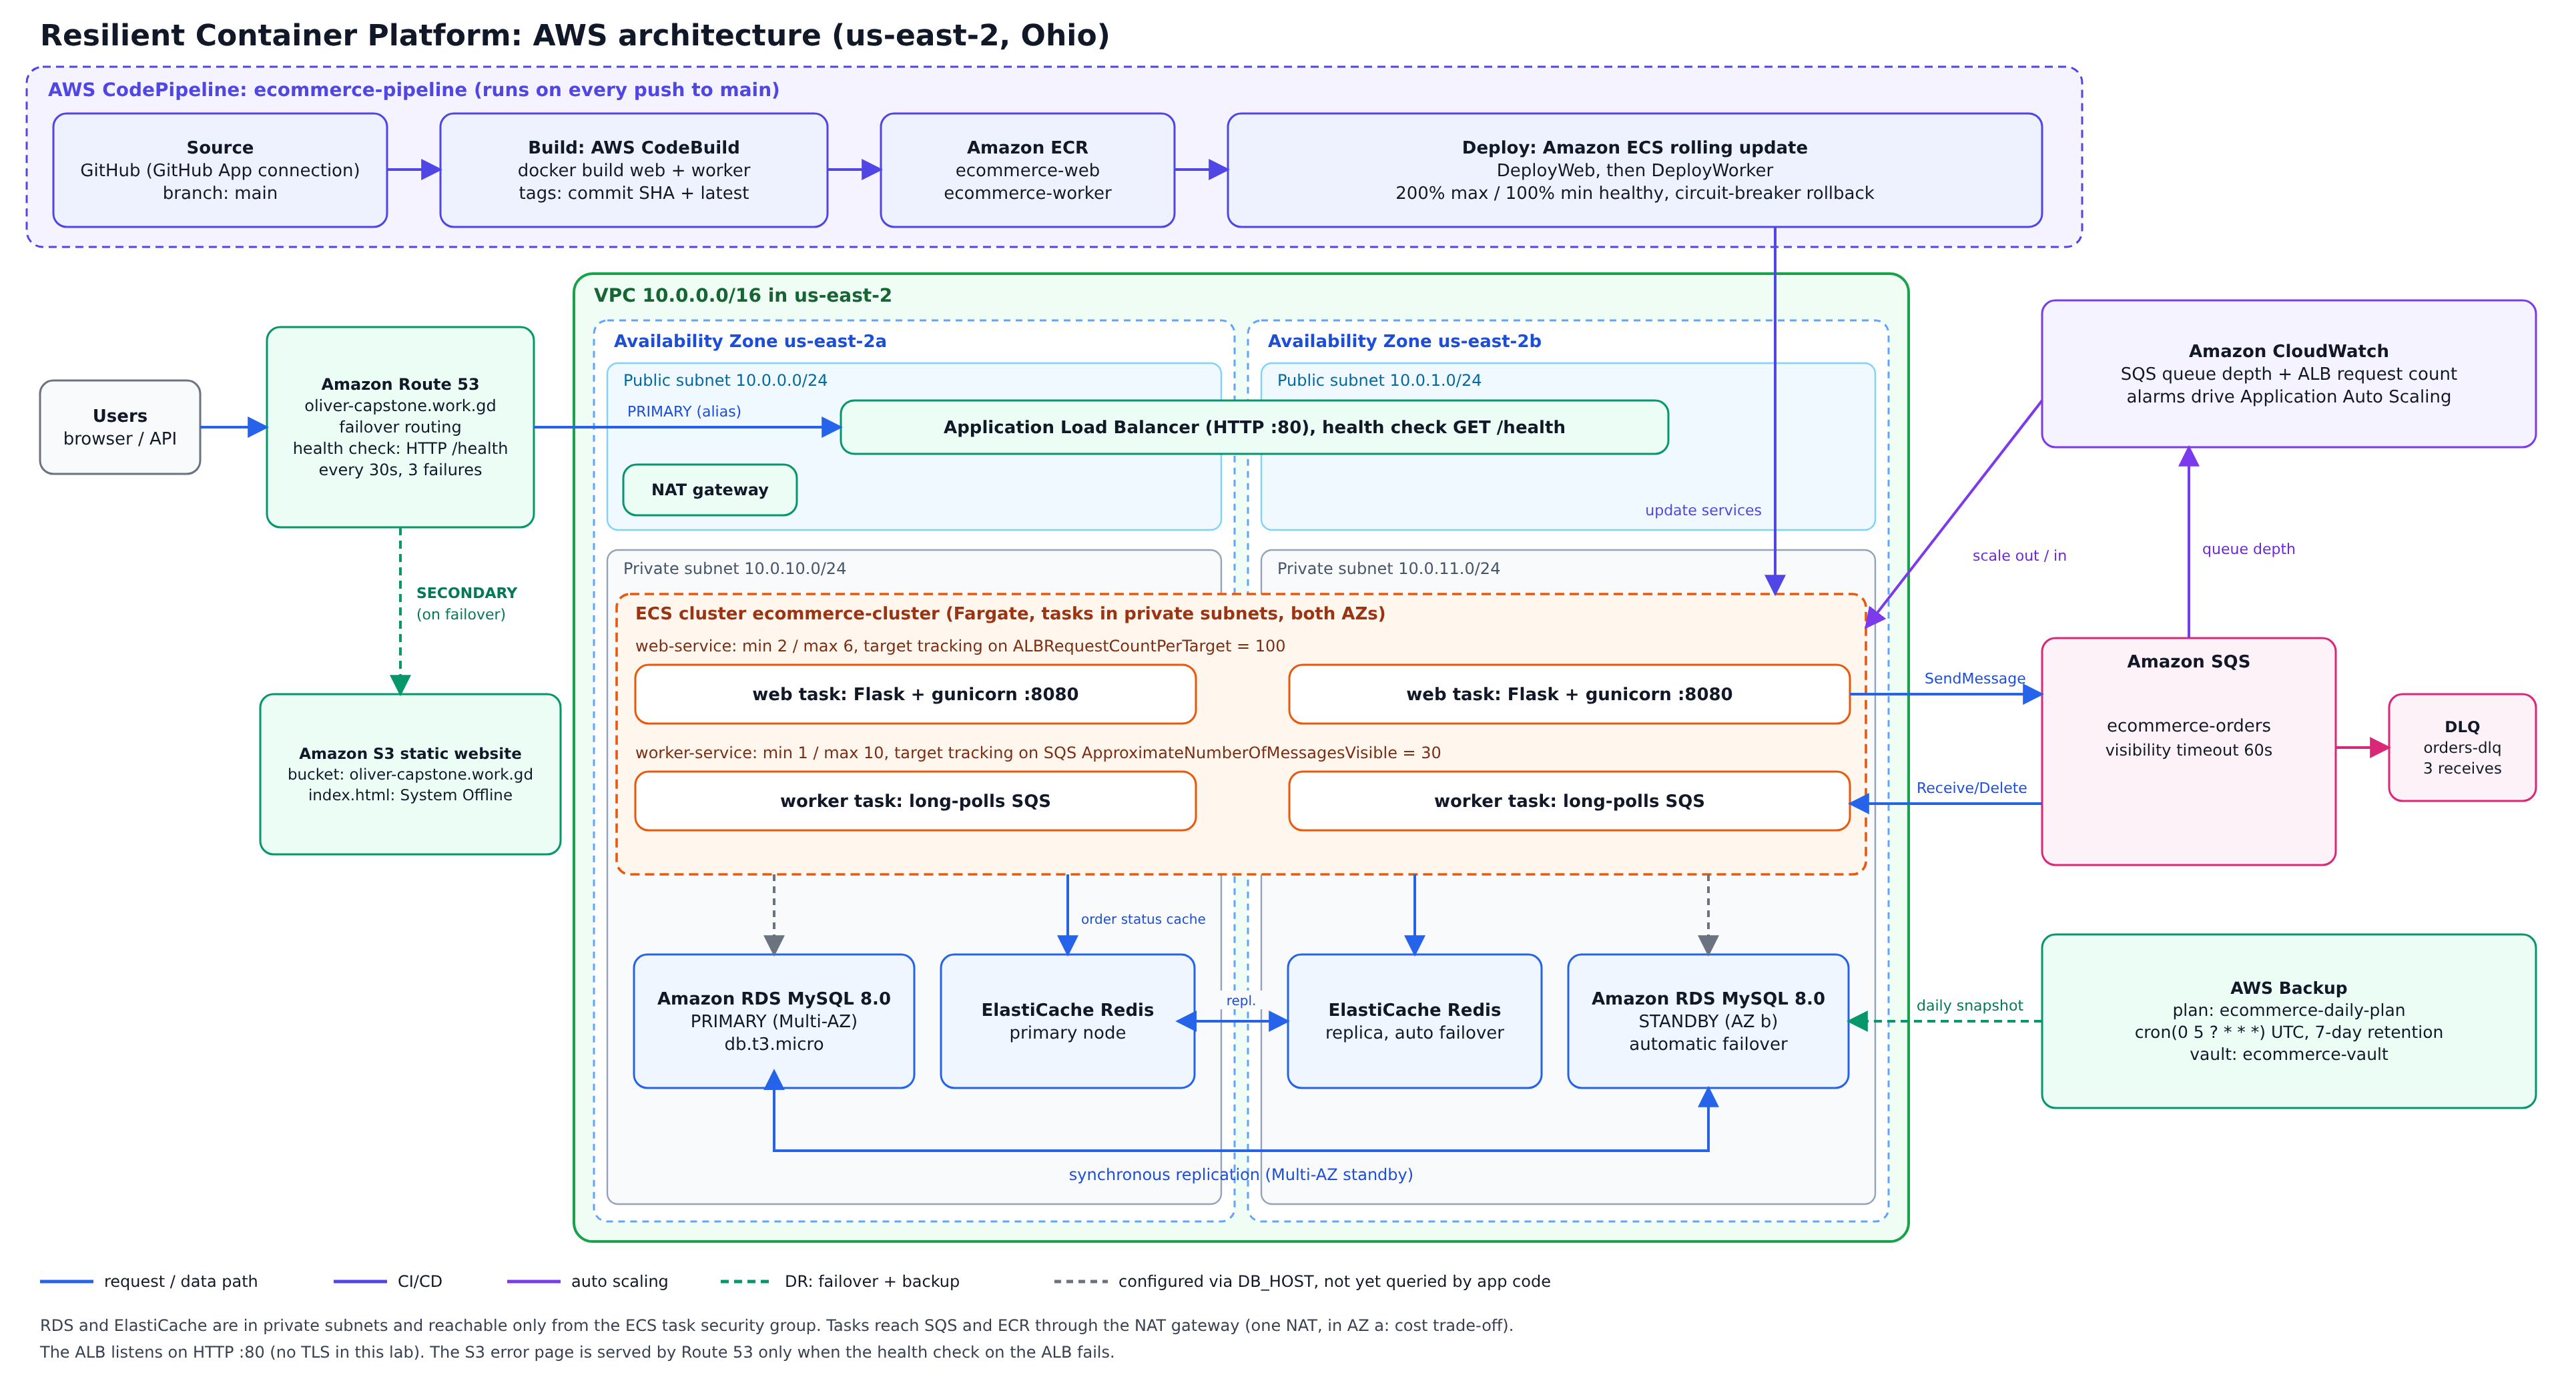 Resilient Container Platform: AWS architecture (us-east-2, Ohio)
AWS CodePipeline: ecommerce-pipeline (runs on every push to main)
Source
GitHub (GitHub App connection)
branch: main
Build: AWS CodeBuild
docker build web + worker
tags: commit SHA + latest
Amazon ECR
ecommerce-web
ecommerce-worker
Deploy: Amazon ECS rolling update
DeployWeb, then DeployWorker
200% max / 100% min healthy, circuit-breaker rollback
Users
browser / API
Amazon Route 53
oliver-capstone.work.gd
failover routing
health check: HTTP /health
every 30s, 3 failures
SECONDARY
(on failover)
Amazon S3 static website
bucket: oliver-capstone.work.gd
index.html: System Offline
VPC 10.0.0.0/16 in us-east-2
Availability Zone us-east-2a
Availability Zone us-east-2b
Public subnet 10.0.0.0/24
Public subnet 10.0.1.0/24
PRIMARY (alias)
Application Load Balancer (HTTP :80), health check GET /health
NAT gateway
update services
Private subnet 10.0.10.0/24
Private subnet 10.0.11.0/24
ECS cluster ecommerce-cluster (Fargate, tasks in private subnets, both AZs)
web-service: min 2 / max 6, target tracking on ALBRequestCountPerTarget = 100
web task: Flask + gunicorn :8080
web task: Flask + gunicorn :8080
worker-service: min 1 / max 10, target tracking on SQS ApproximateNumberOfMessagesVisible = 30
worker task: long-polls SQS
worker task: long-polls SQS
order status cache
Amazon RDS MySQL 8.0
PRIMARY (Multi-AZ)
db.t3.micro
ElastiCache Redis
primary node
repl.
ElastiCache Redis
replica, auto failover
Amazon RDS MySQL 8.0
STANDBY (AZ b)
automatic failover
synchronous replication (Multi-AZ standby)
Amazon CloudWatch
SQS queue depth + ALB request count
alarms drive Application Auto Scaling
scale out / in
queue depth
SendMessage
Amazon SQS
ecommerce-orders
visibility timeout 60s
Receive/Delete
DLQ
orders-dlq
3 receives
daily snapshot
AWS Backup
plan: ecommerce-daily-plan
cron(0 5 ? * * *) UTC, 7-day retention
vault: ecommerce-vault
request / data path
CI/CD
auto scaling
DR: failover + backup
configured via DB_HOST, not yet queried by app code
RDS and ElastiCache are in private subnets and reachable only from the ECS task security group. Tasks reach SQS and ECR through the NAT gateway (one NAT, in AZ a: cost trade-off).
The ALB listens on HTTP :80 (no TLS in this lab). The S3 error page is served by Route 53 only when the health check on the ALB fails.